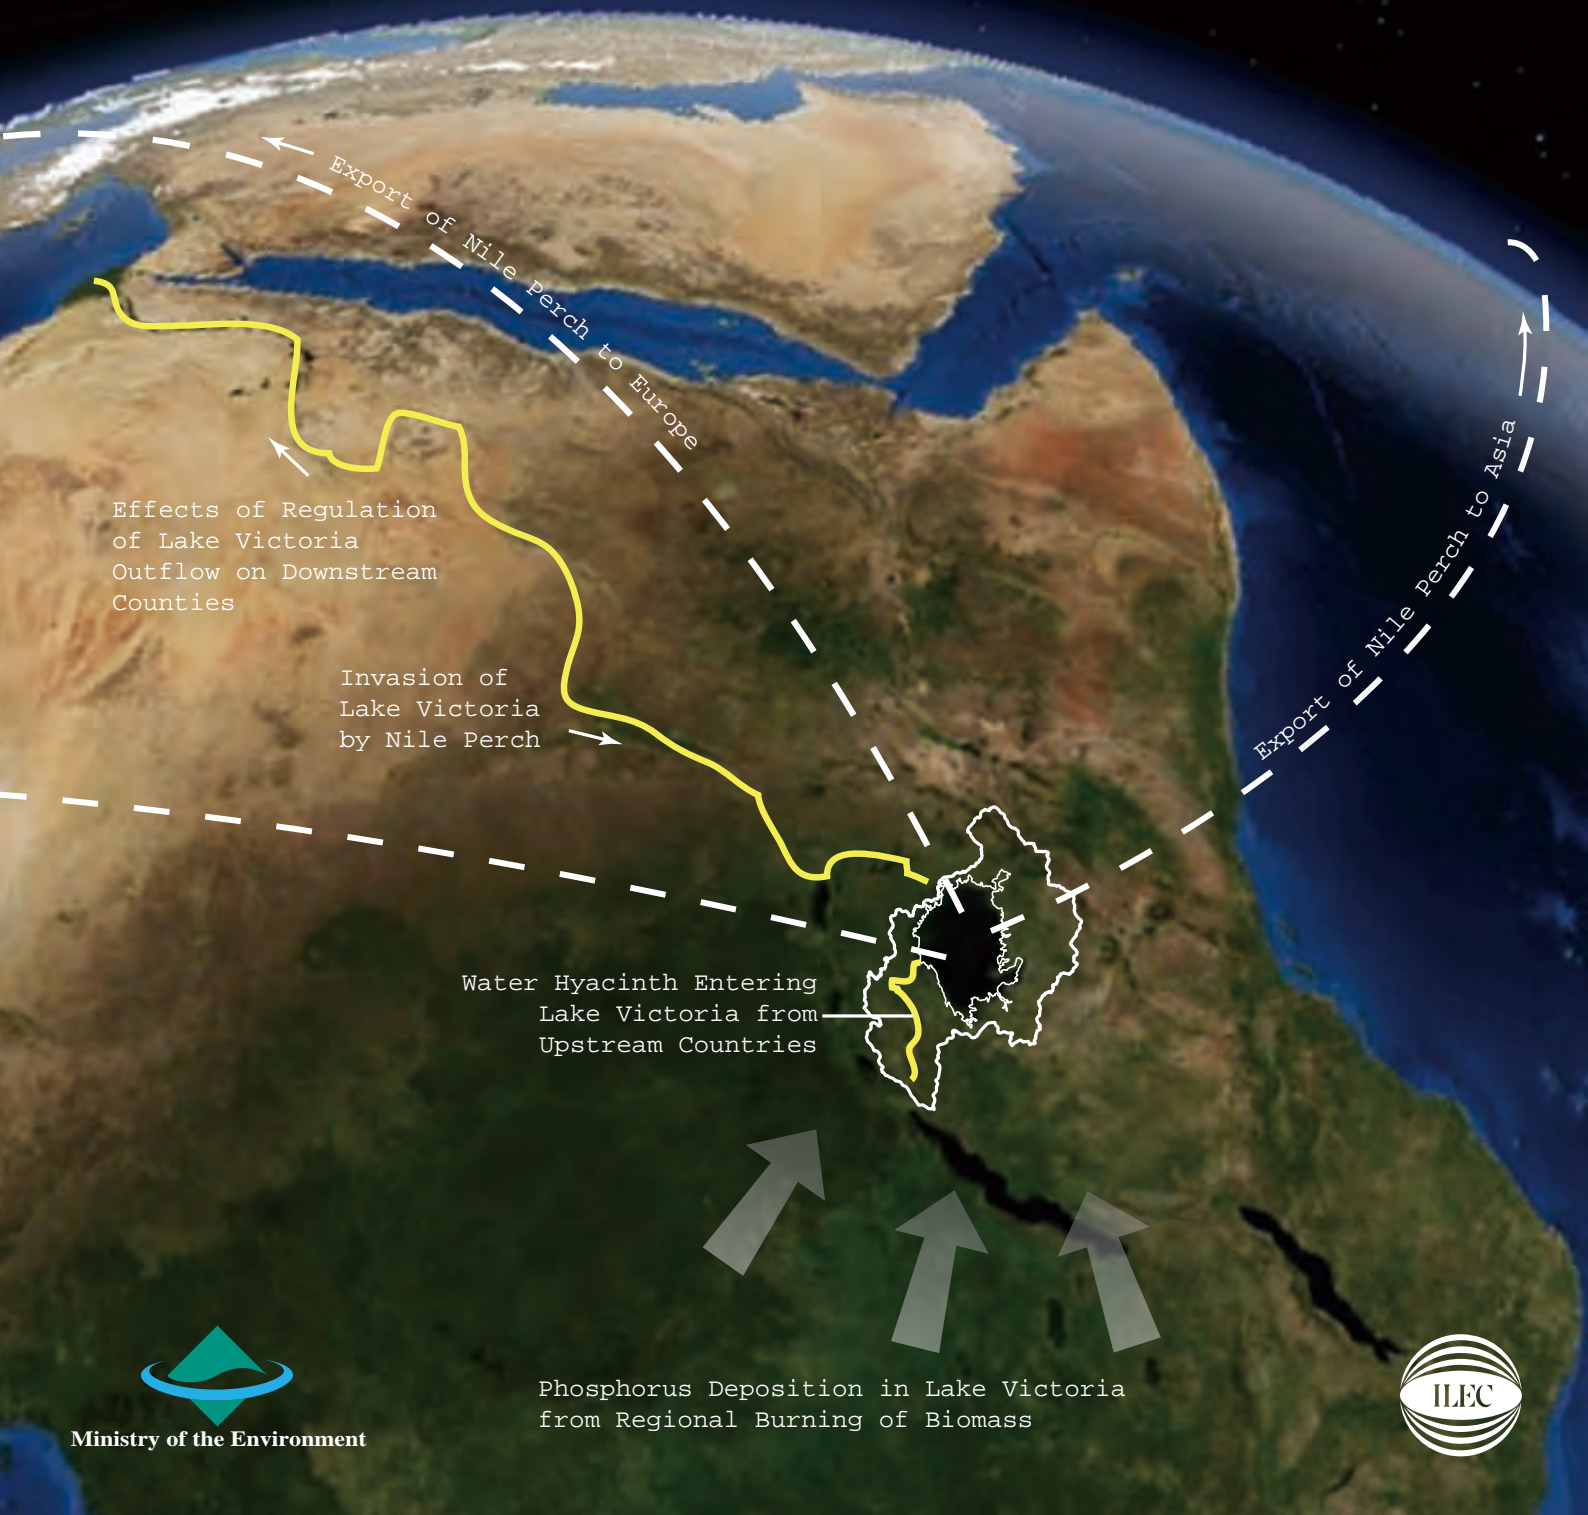 Export of Nile Perch to Europe
Export of Nile Perch to Asia
Effects of Regulation
of Lake Victoria
Outflow on Downstream
Counties
Invasion of
Lake Victoria
by Nile Perch
Water Hyacinth Entering
Lake Victoria from
Upstream Countries
Phosphorus Deposition in Lake Victoria
from Regional Burning of Biomass
Ministry of the Environment
ILEC